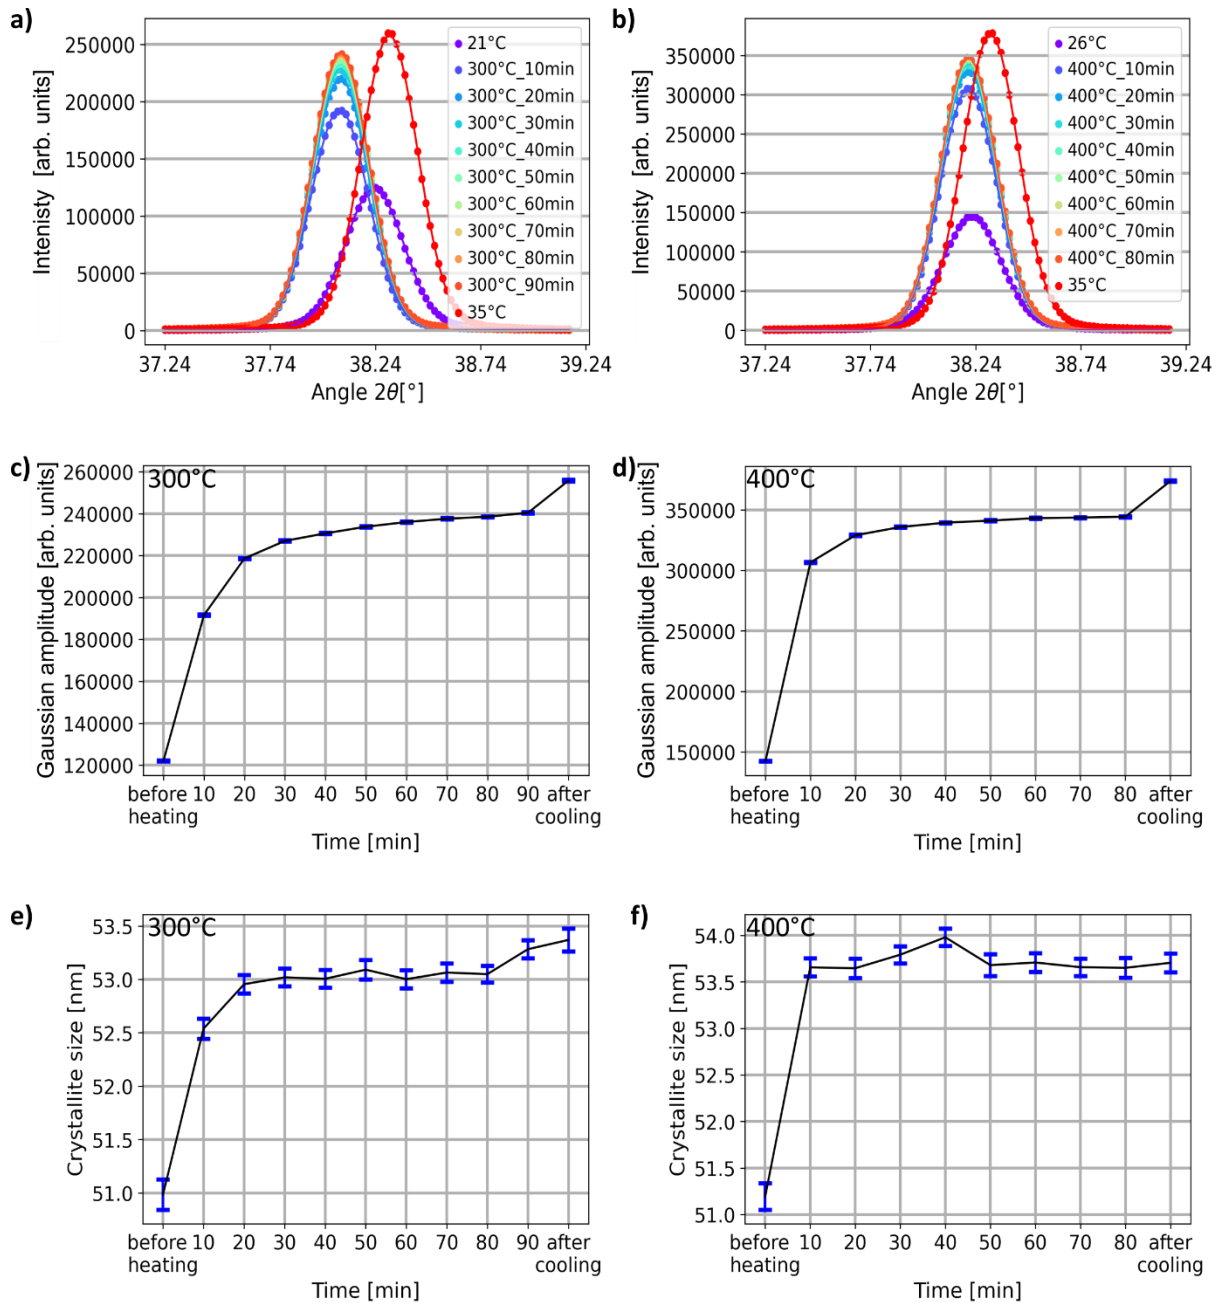 a)
Intenisty [arb. units]
250000
200000
150000
100000
50000
0
21°C
300°C_10min
300°C_20min
300°C_30min
300°C_40min
300°C_50min
300°C_60min
300°C_70min
300°C_80min
300°C_90min
35°C
37.24 37.74 38.24 38.74 39.24
Angle 2θ[°]
b)
Intenisty [arb. units]
350000
300000
250000
200000
150000
100000
50000
0
26°C
400°C_10min
400°C_20min
400°C_30min
400°C_40min
400°C_50min
400°C_60min
400°C_70min
400°C_80min
35°C
37.24 37.74 38.24 38.74 39.24
Angle 2θ[°]
c)
300°C
Gaussian amplitude [arb. units]
260000
240000
220000
200000
180000
160000
140000
120000
before 10 20 30 40 50 60 70 80 90 after
heating cooling
Time [min]
d)
400°C
Gaussian amplitude [arb. units]
350000
300000
250000
200000
150000
before 10 20 30 40 50 60 70 80 after
heating cooling
Time [min]
e)
300°C
Crystallite size [nm]
53.5
53.0
52.5
52.0
51.5
51.0
before 10 20 30 40 50 60 70 80 90 after
heating cooling
Time [min]
f)
400°C
Crystallite size [nm]
54.0
53.5
53.0
52.5
52.0
51.5
51.0
before 10 20 30 40 50 60 70 80 after
heating cooling
Time [min]